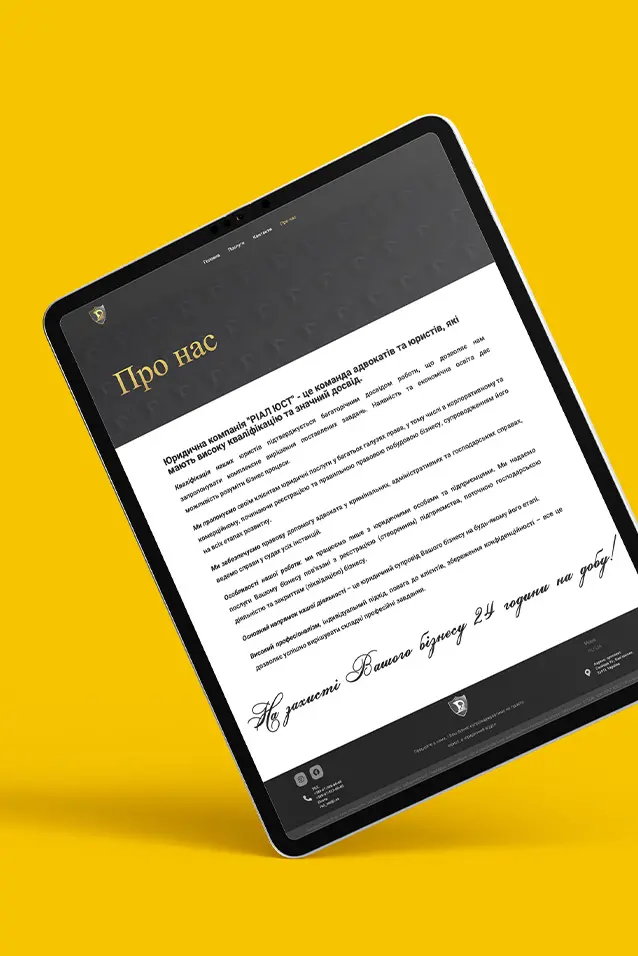 Головна Послуги Контакти Про нас
Про нас
Юридична компанія "РІАЛ ЮСТ" - це команда адвокатів та юристів, які
мають високу кваліфікацію та значний досвід.
Кваліфікація наших юристів підтверджується багаторічним досвідом роботи, що дозволяє нам
запропонувати комплексне вирішення поставлених завдань. Наявність та економічно освіта дає
можливість розуміти бізнес процеси.
Ми пропонуємо своїм клієнтам юридичні послуги у багатьох галузях права, у тому числі в корпоративному та
комерційному, починаючи реєстрацією та правильною правовою побудовою бізнесу, супроводженням його
на всіх етапах розвитку.
Ми забезпечуємо правову допомогу адвоката у кримінальних, адміністративних та господарських справах,
ведемо справи у судах усіх інстанцій.
Особливості нашої роботи: ми працюємо лише з юридичними особами та підприємцями. Ми надаємо
послуги Вашому бізнесу пов'язані з реєстрацією (створенням) підприємства, поточною господарською
діяльністю та закриттям (ліквідацією) бізнесу.
Основний напрямок нашої діяльності – це юридичний супровід Вашого бізнесу на будь-якому його етапі.
Високий професіоналізм, індивідуальний підхід, повага до клієнтів, збереження конфіденційності – все це
дозволяє успішно вирішувати складні професійні завдання.
На захисті Вашого бізнесу 24 години на добу!